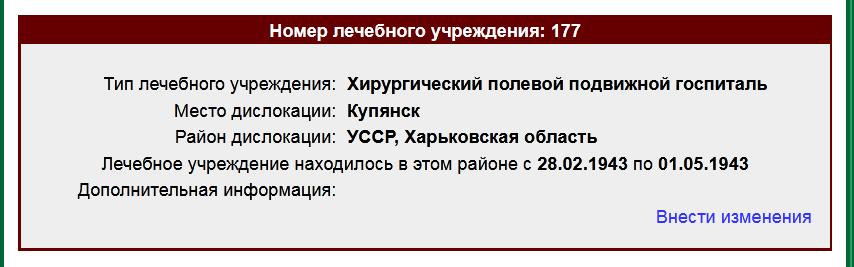 Номер лечебного учреждения: 177
Тип лечебного учреждения: Хирургический полевой подвижной госпиталь
Место дислокации: Купянск
Район дислокации: УССР, Харьковская область
Лечебное учреждение находилось в этом районе с 28.02.1943 по 01.05.1943
Дополнительная информация:
Внести изменения